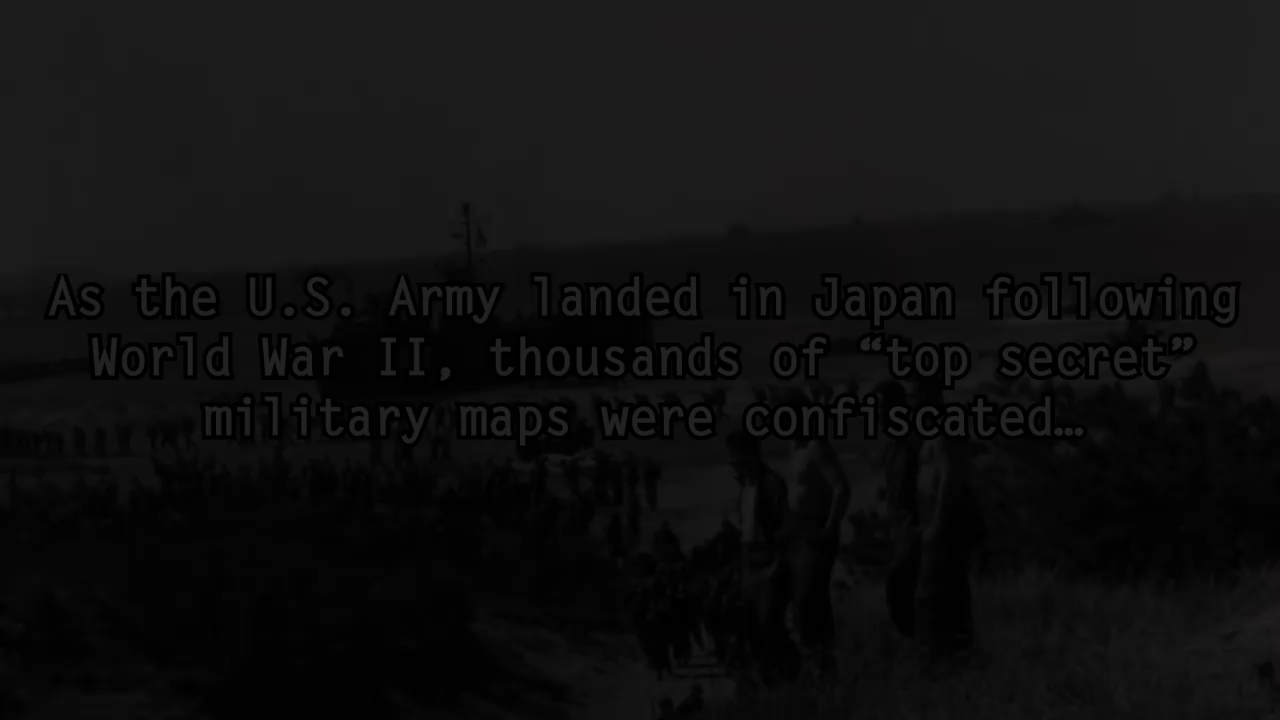 As the U.S. Army landed in Japan following
World War II, thousands of “top secret”
military maps were confiscated…